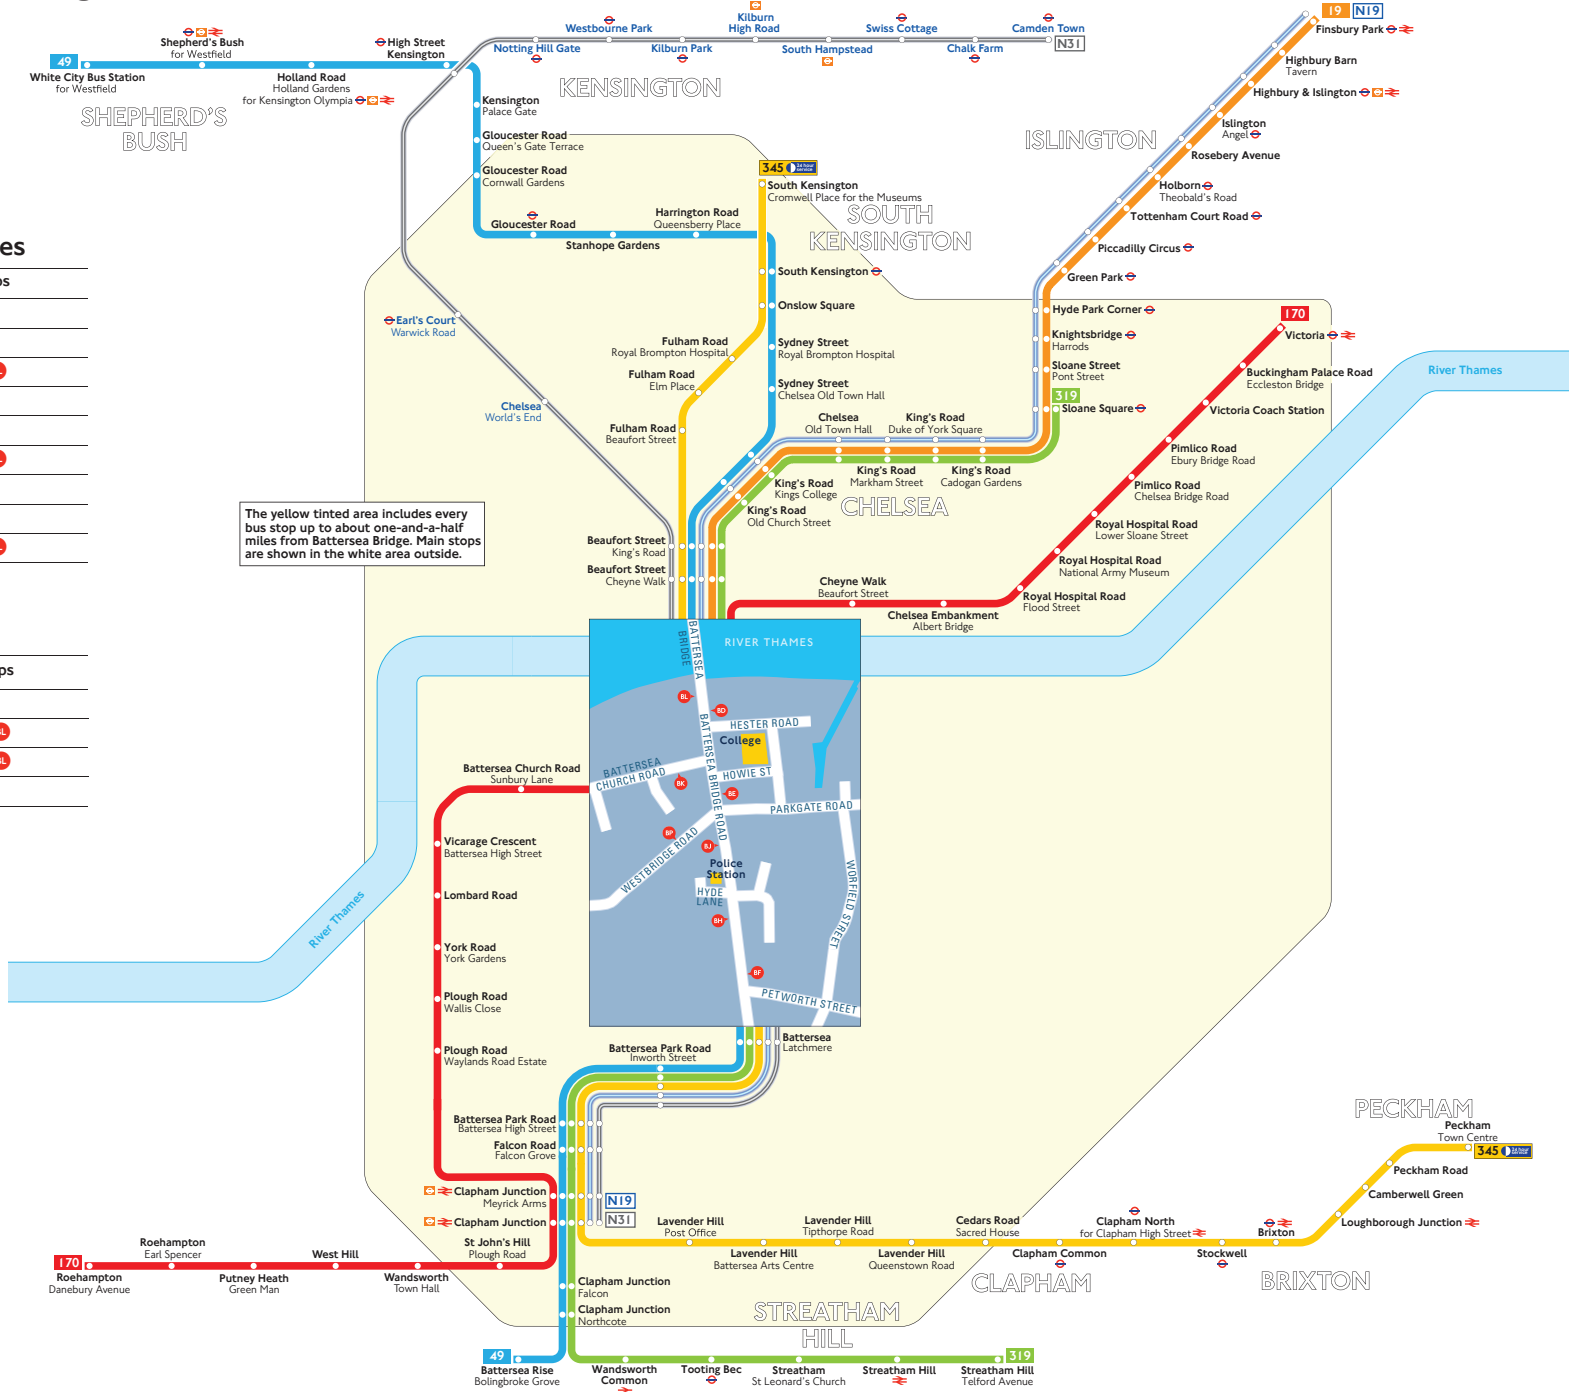 es
os
ps
L
L
L
BL
BL
49
White City Bus Station
for Westfield
Shepherd's Bush
for Westfield
Holland Road
Holland Gardens
for Kensington Olympia
High Street
Kensington
SHEPHERD'S
BUSH
Notting Hill Gate
Westbourne Park
Kilburn Park
Kilburn
High Road
South Hampstead
Swiss Cottage
Chalk Farm
Camden Town
N31
KENSINGTON
Kensington
Palace Gate
Gloucester Road
Queen's Gate Terrace
Gloucester Road
Cornwall Gardens
Gloucester Road
Stanhope Gardens
Harrington Road
Queensberry Place
345
24 hour
service
South Kensington
Cromwell Place for the Museums
SOUTH
KENSINGTON
South Kensington
Onslow Square
Sydney Street
Royal Brompton Hospital
Sydney Street
Chelsea Old Town Hall
Fulham Road
Royal Brompton Hospital
Fulham Road
Elm Place
Fulham Road
Beaufort Street
Earl's Court
Warwick Road
Chelsea
World's End
19
N19
Finsbury Park
Highbury Barn
Tavern
Highbury & Islington
Islington
Angel
Rosebery Avenue
ISLINGTON
Holborn
Theobald's Road
Tottenham Court Road
Piccadilly Circus
Green Park
Hyde Park Corner
Knightsbridge
Harrods
Sloane Street
Pont Street
319
Sloane Square
Chelsea
Old Town Hall
King's Road
Duke of York Square
King's Road
Markham Street
King's Road
Cadogan Gardens
King's Road
Kings College
King's Road
Old Church Street
CHELSEA
170
Victoria
Buckingham Palace Road
Eccleston Bridge
Victoria Coach Station
Pimlico Road
Ebury Bridge Road
Pimlico Road
Chelsea Bridge Road
Royal Hospital Road
Lower Sloane Street
Royal Hospital Road
National Army Museum
Royal Hospital Road
Flood Street
Cheyne Walk
Beaufort Street
Chelsea Embankment
Albert Bridge
River Thames
The yellow tinted area includes every
bus stop up to about one-and-a-half
miles from Battersea Bridge. Main stops
are shown in the white area outside.
Beaufort Street
King's Road
Beaufort Street
Cheyne Walk
RIVER THAMES
BATTERSEA
BRIDGE
BL
BD
HESTER ROAD
College
BATTERSEA BRIDGE ROAD
BATTERSEA
CHURCH ROAD
BK
HOWIE ST
BE
PARKGATE ROAD
BP
WESTBRIDGE ROAD
BJ
Police
Station
HYDE
LANE
WORFIELD STREET
BH
BF
PETWORTH STREET
Battersea Church Road
Sunbury Lane
Vicarage Crescent
Battersea High Street
Lombard Road
River Thames
York Road
York Gardens
Plough Road
Wallis Close
Plough Road
Waylands Road Estate
Battersea
Latchmere
Battersea Park Road
Inworth Street
Battersea Park Road
Battersea High Street
Falcon Road
Falcon Grove
Clapham Junction
Meyrick Arms
Clapham Junction
N19
N31
St John's Hill
Plough Road
170
Roehampton
Danebury Avenue
Roehampton
Earl Spencer
Putney Heath
Green Man
West Hill
Wandsworth
Town Hall
Lavender Hill
Post Office
Lavender Hill
Battersea Arts Centre
Lavender Hill
Tipthorpe Road
Lavender Hill
Queenstown Road
Cedars Road
Sacred House
Clapham Common
Clapham North
for Clapham High Street
Stockwell
Brixton
Loughborough Junction
Camberwell Green
Peckham Road
PECKHAM
Peckham
Town Centre
345
24 hour
service
CLAPHAM
BRIXTON
Clapham Junction
Falcon
Clapham Junction
Northcote
STREATHAM
HILL
49
Battersea Rise
Bolingbroke Grove
Wandsworth
Common
Tooting Bec
Streatham
St Leonard's Church
Streatham Hill
Streatham Hill
Telford Avenue
319